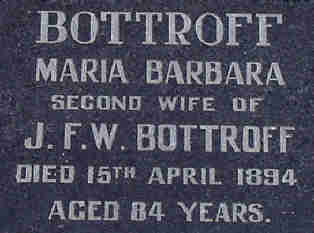 BOTTROFF
MARIA BARBARA
SECOND WIFE OF
J. F. W. BOTTROFF
DIED 15TH APRIL 1894
AGED 84 YEARS.